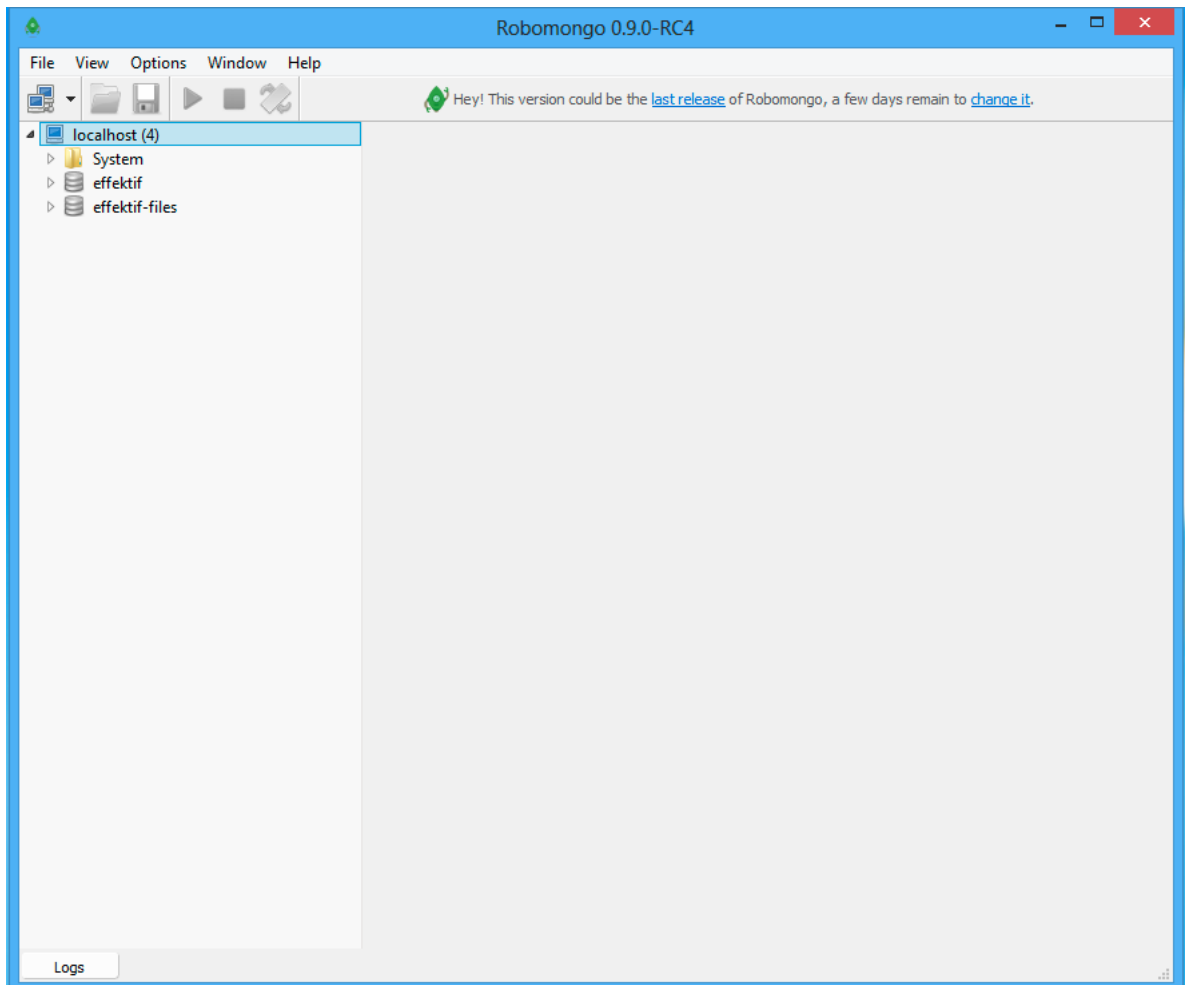 Robomongo 0.9.0-RC4
File View Options Window Help
Hey! This version could be the last release of Robomongo, a few days remain to change it.
localhost (4)
System
effektif
effektif-files
Logs